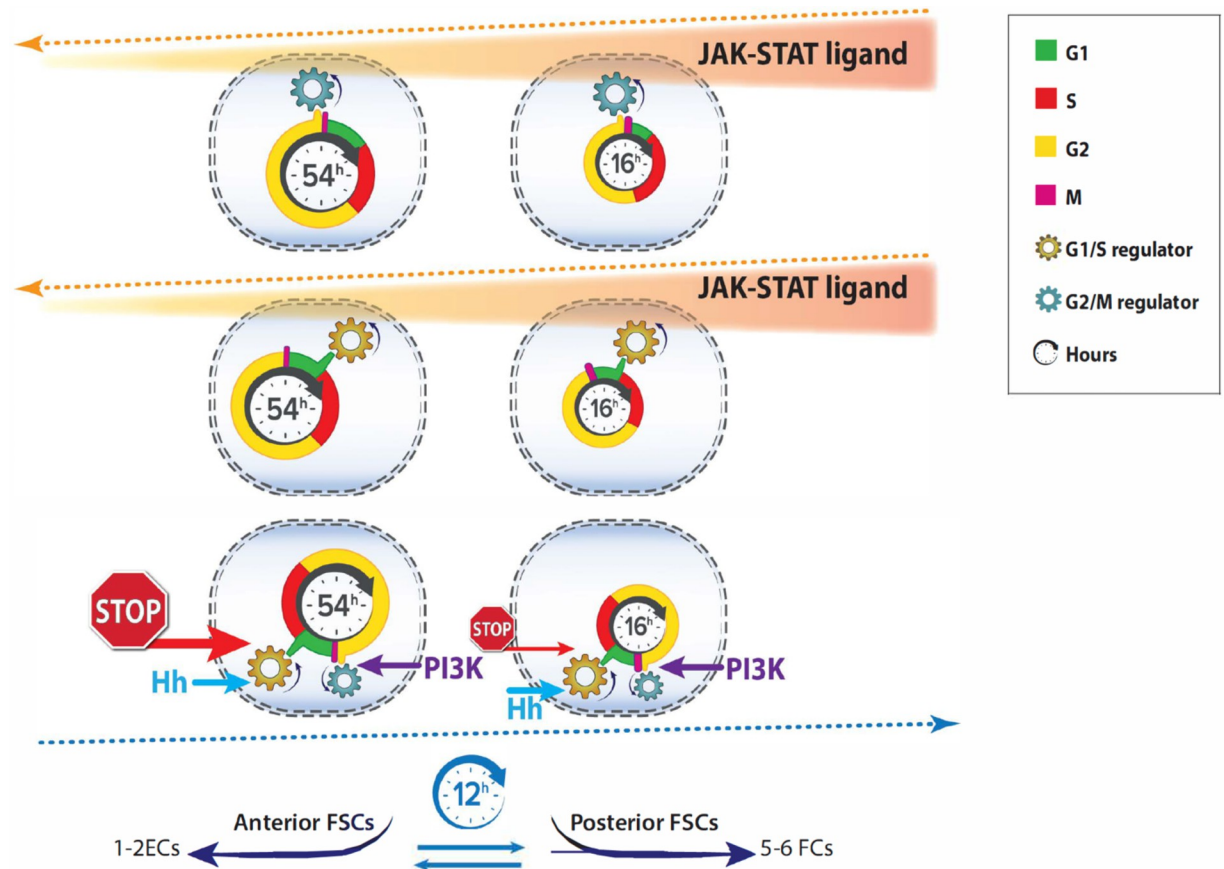 JAK-STAT ligand
54h
16h
JAK-STAT ligand
54h
16h
STOP
54h
Hh
PI3K
STOP
16h
Hh
PI3K
12h
Anterior FSCs
Posterior FSCs
1-2ECs
5-6 FCs
G1
S
G2
M
G1/S regulator
G2/M regulator
Hours